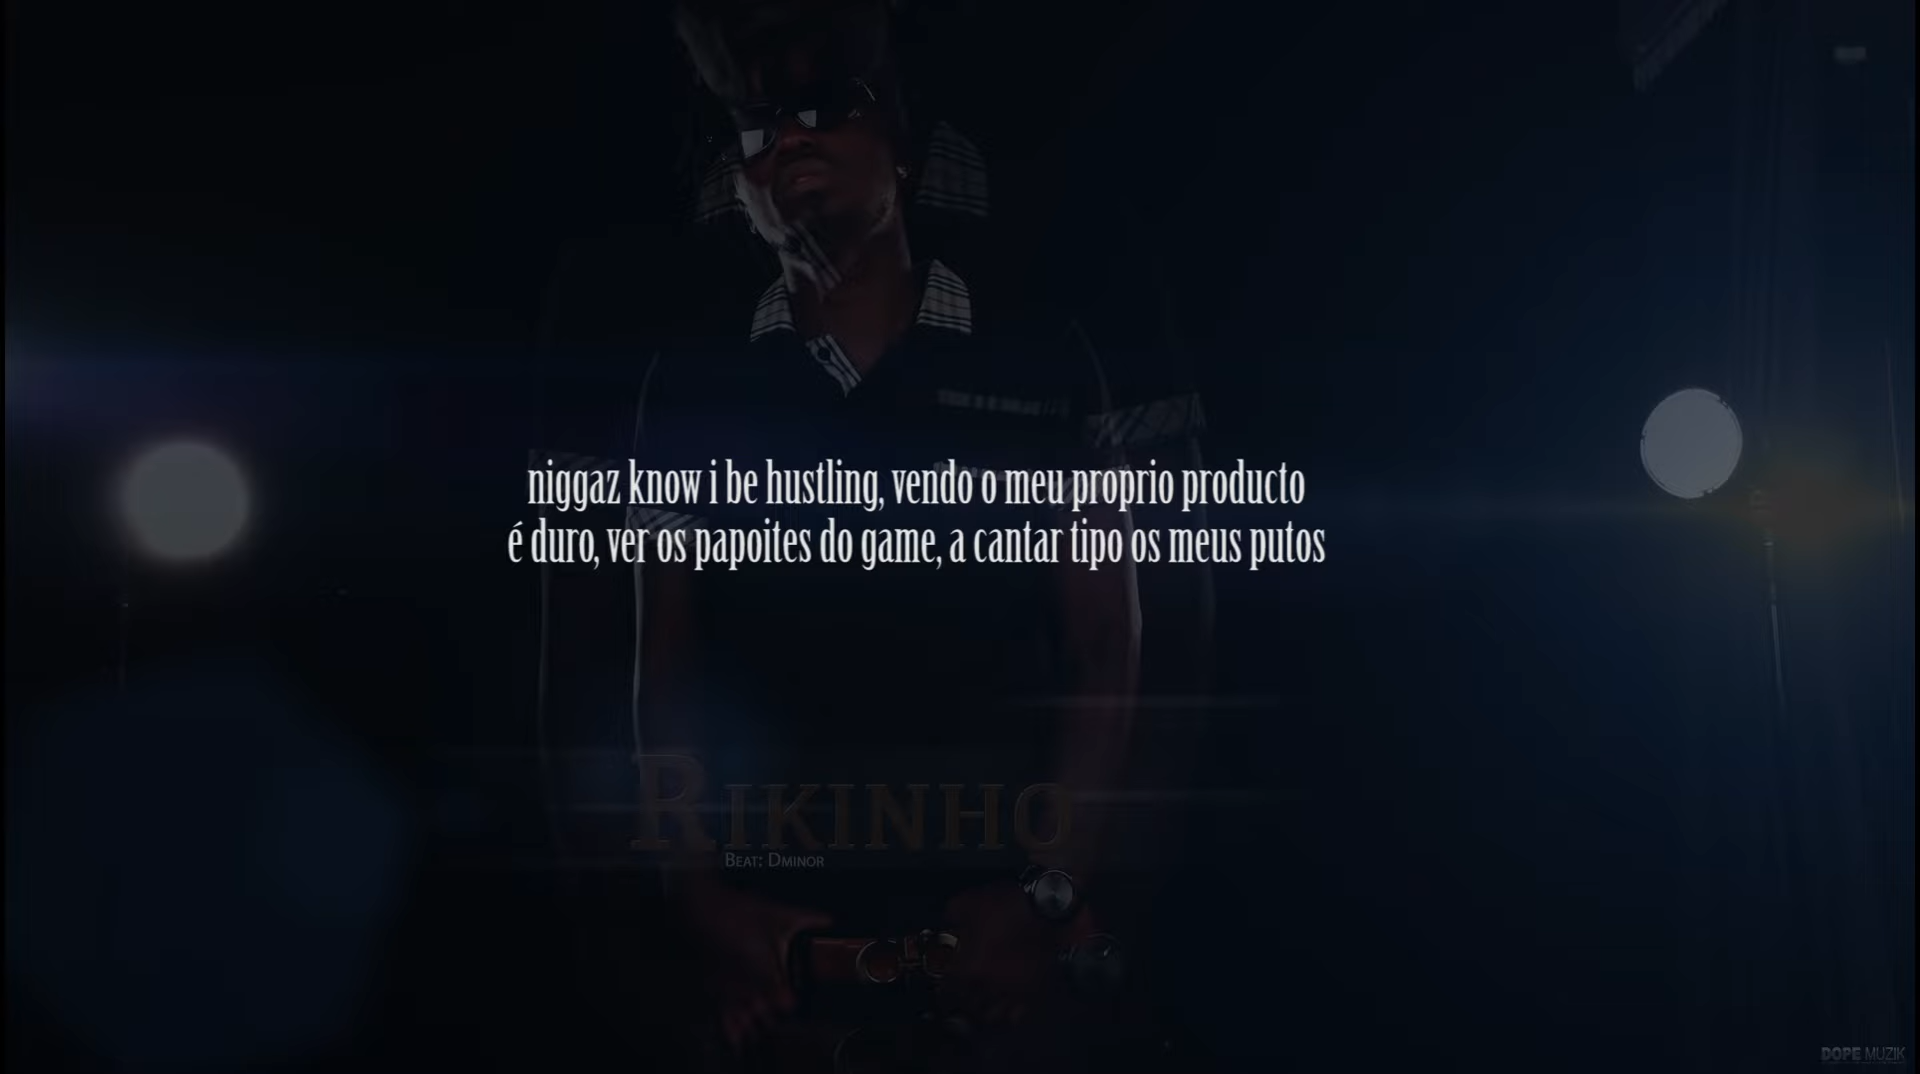 niggaz know i be hustling, vendo o meu proprio producto
é duro, ver os papoites do game, a cantar tipo os meus putos
RIKINHO
BEAT: DMINOR
DOPE MUZIK